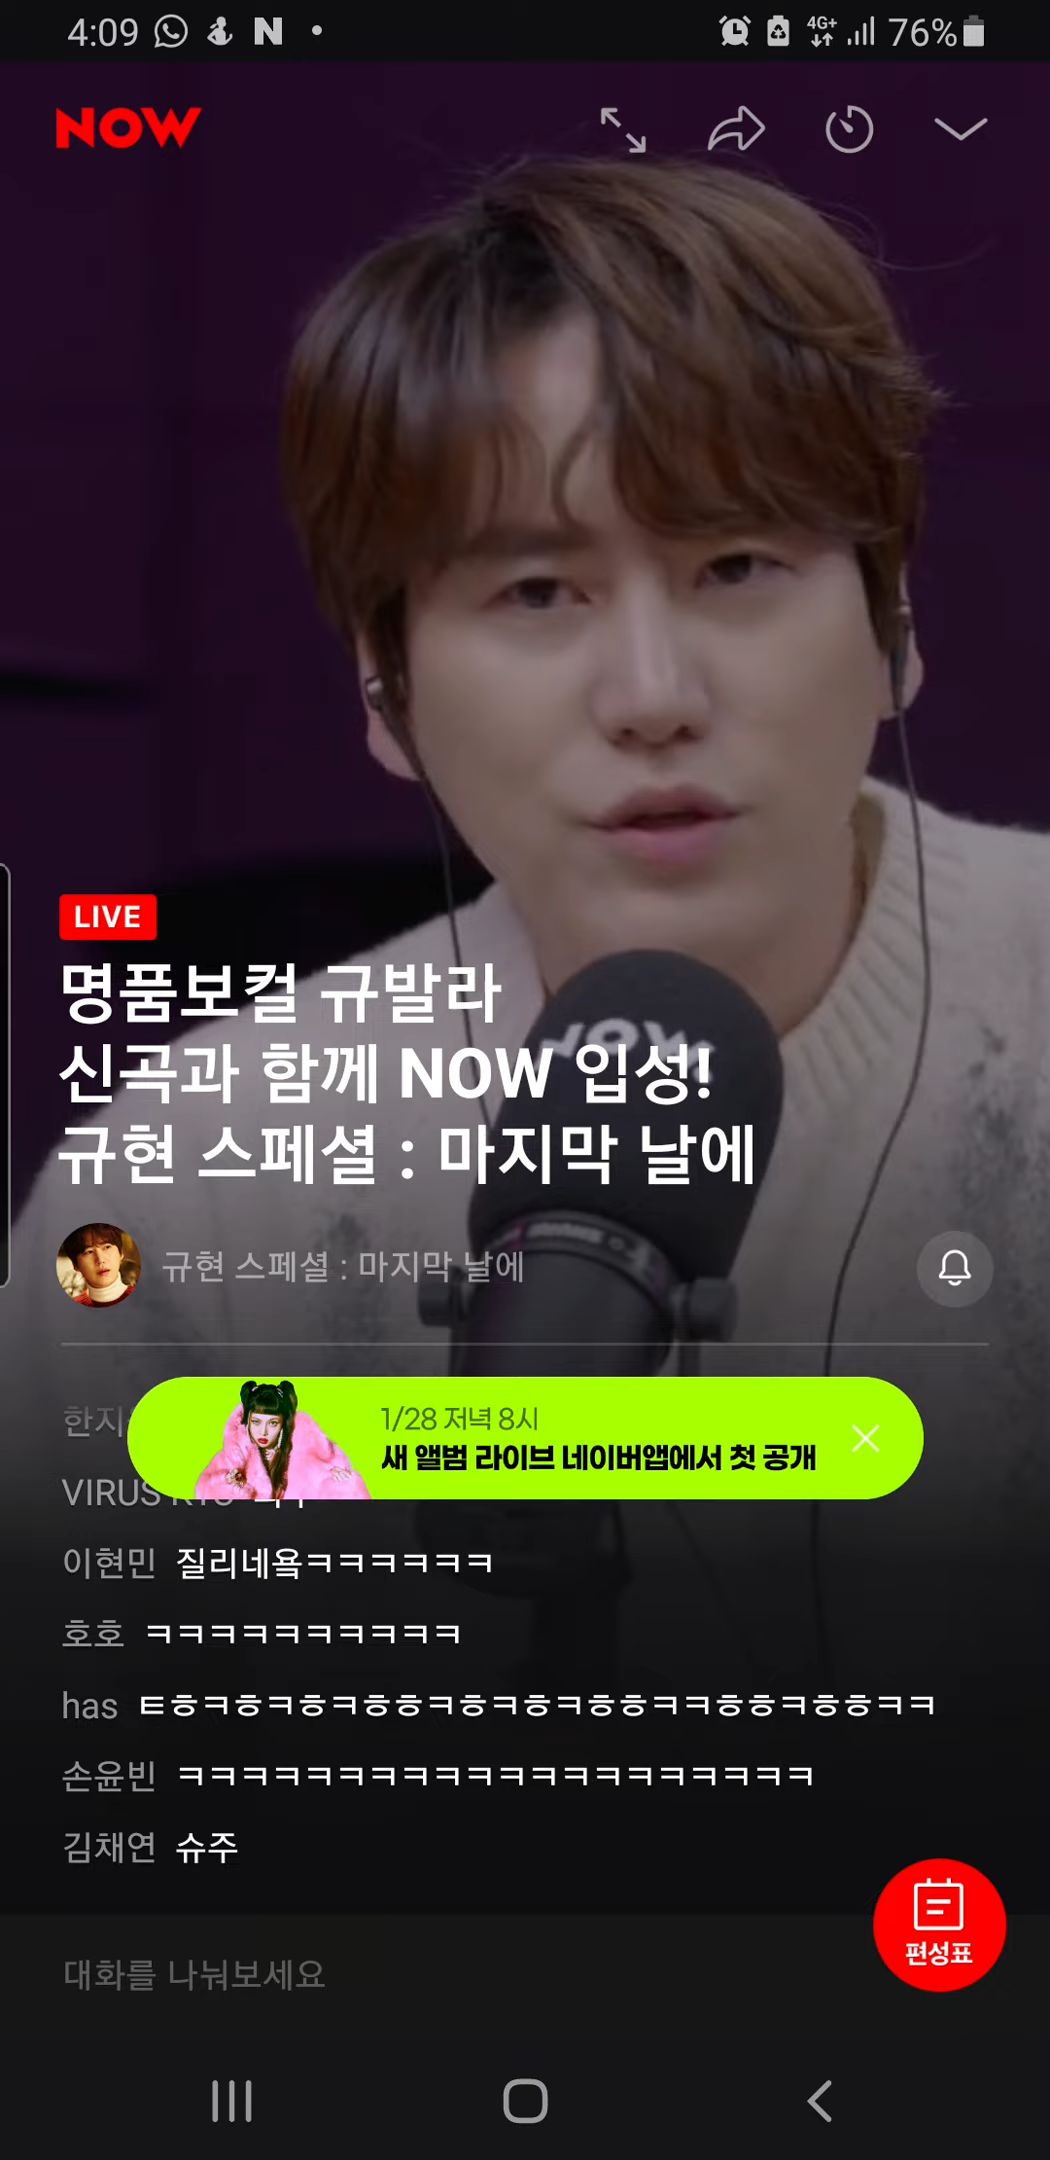 4:09
4G+
76%
NOW
LIVE
명품보컬 규발라
신곡과 함께 NOW 입성!
규현 스페셜 : 마지막 날에
규현 스페셜 : 마지막 날에
1/28 저녁 8시
새 앨범 라이브 네이버앱에서 첫 공개
한지
VIRUS
이현민 질리네욬ㅋㅋㅋㅋㅋㅋ
호호 ㅋㅋㅋㅋㅋㅋㅋㅋㅋㅋ
has ㅌㅎㅋㅎㅋㅎㅋㅎㅎㅋㅎㅋㅎㅋㅎㅎㅋㅋㅎㅎㅋㅎㅎㅋㅋ
손윤빈 ㅋㅋㅋㅋㅋㅋㅋㅋㅋㅋㅋㅋㅋㅋㅋㅋㅋㅋㅋㅋ
김채연 슈주
편성표
대화를 나눠보세요